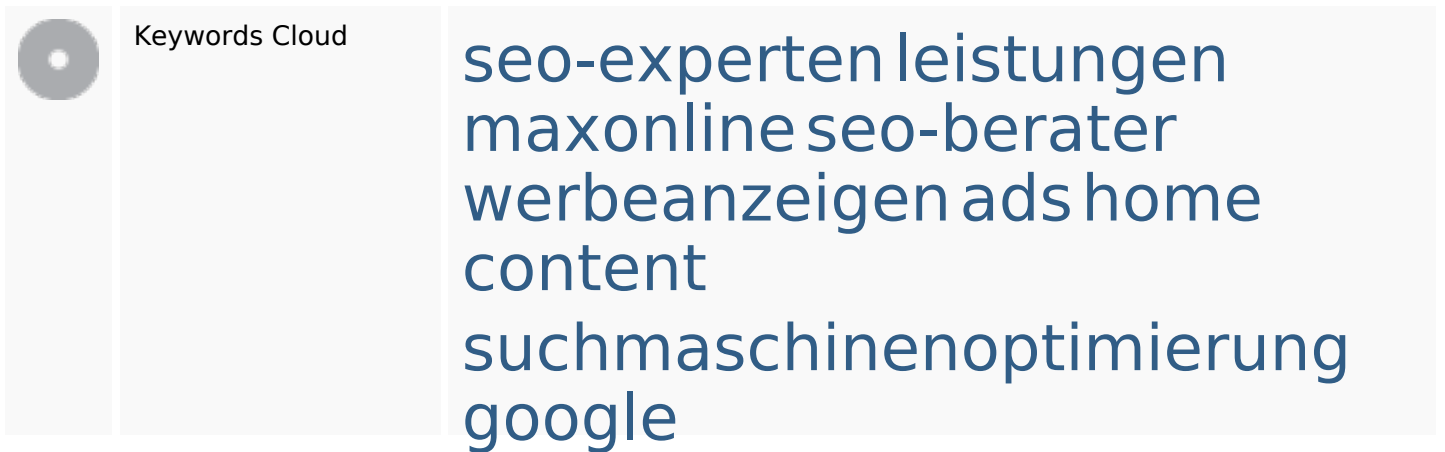 Keywords Cloud
seo-experten leistungen
maxonline seo-berater
werbeanzeigen ads home
content
suchmaschinenoptimierung
google